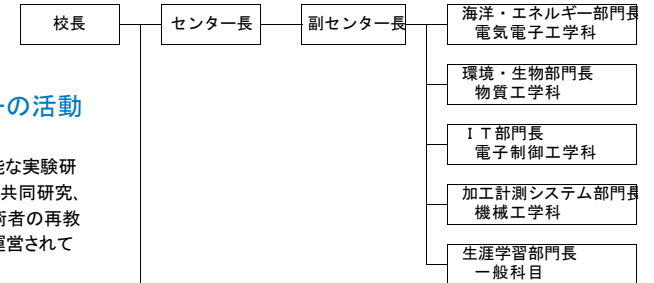 校長
センター長
副センター長
海洋・エネルギー部門長
電気電子工学科
環境・生物部門長
物質工学科
ＩＴ部門長
電子制御工学科
加工計測システム部門長
機械工学科
生涯学習部門長
一般科目
ーの活動
能な実験研
共同研究、
術者の再教
運営されて